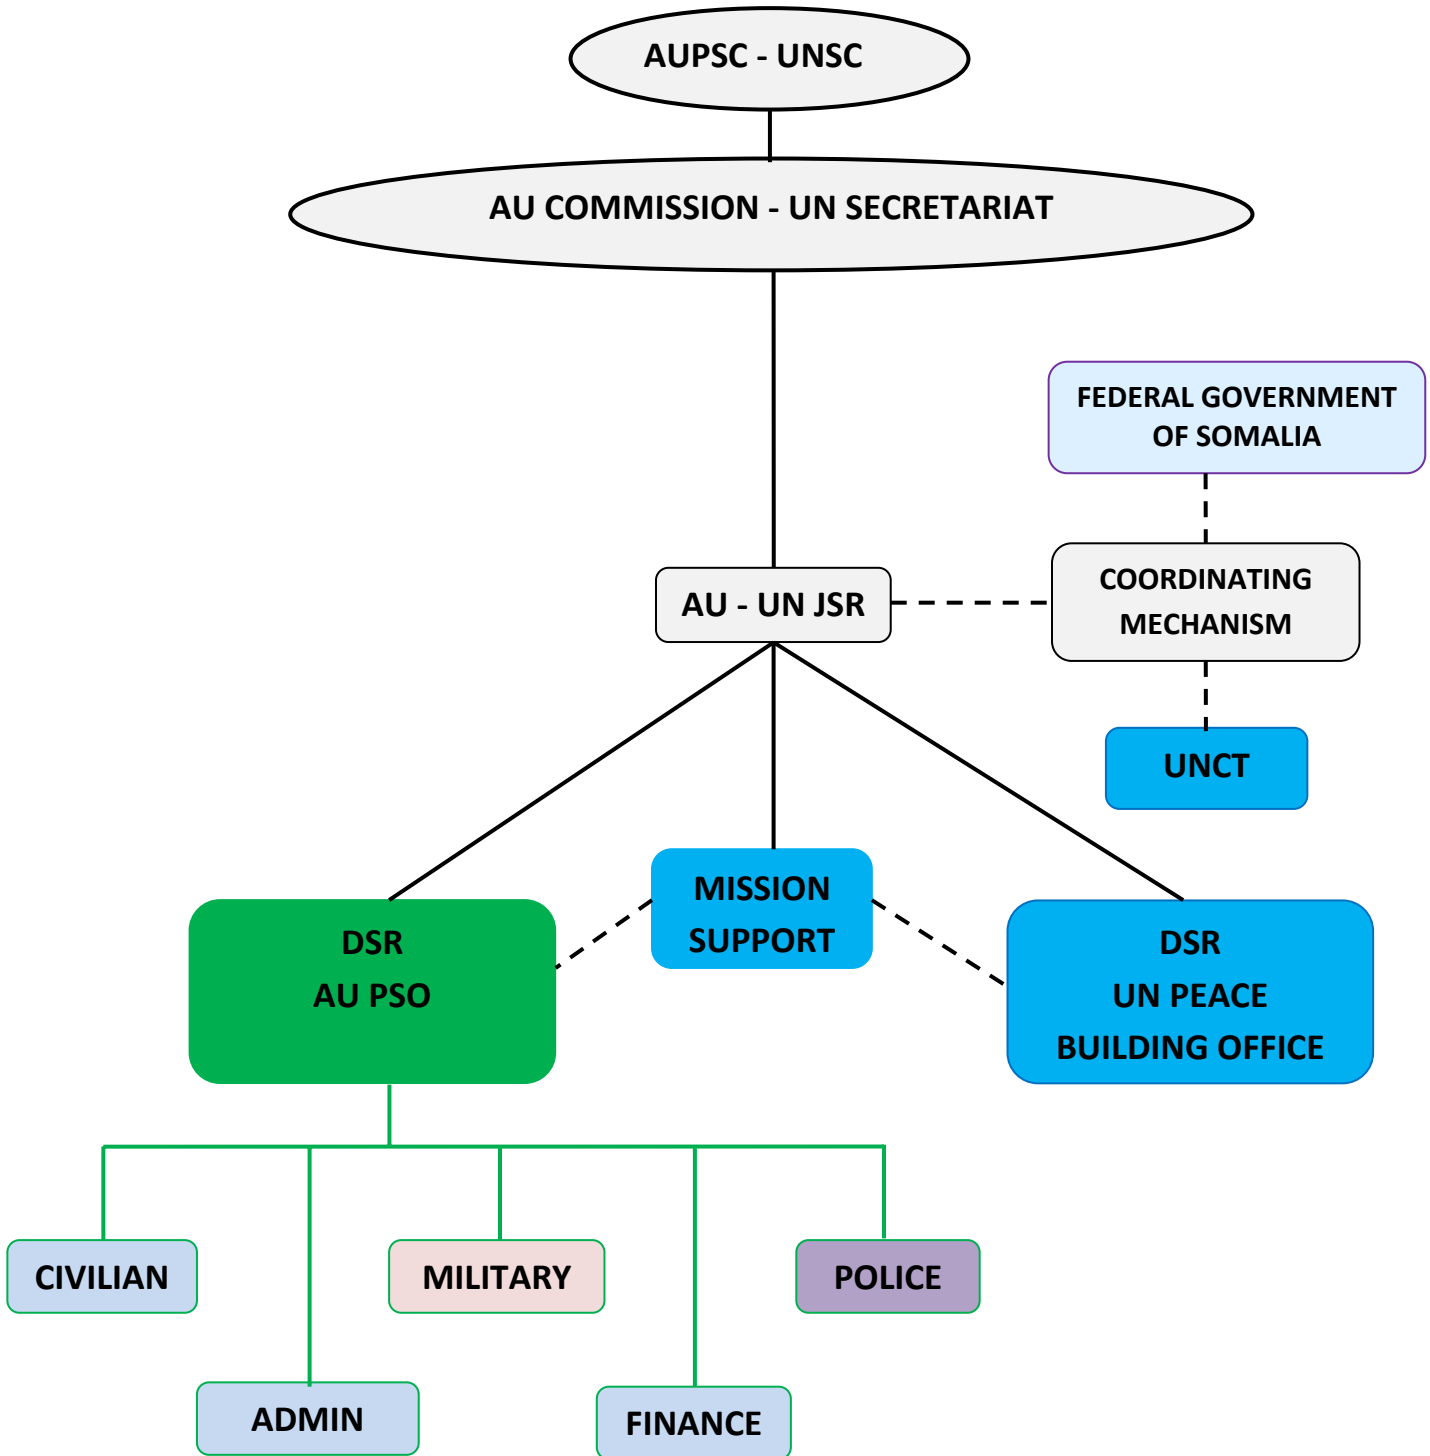 AUPSC - UNSC
AU COMMISSION - UN SECRETARIAT
FEDERAL GOVERNMENT
OF SOMALIA
COORDINATING
MECHANISM
AU - UN JSR
UNCT
MISSION
SUPPORT
DSR
AU PSO
DSR
UN PEACE
BUILDING OFFICE
CIVILIAN
MILITARY
POLICE
ADMIN
FINANCE